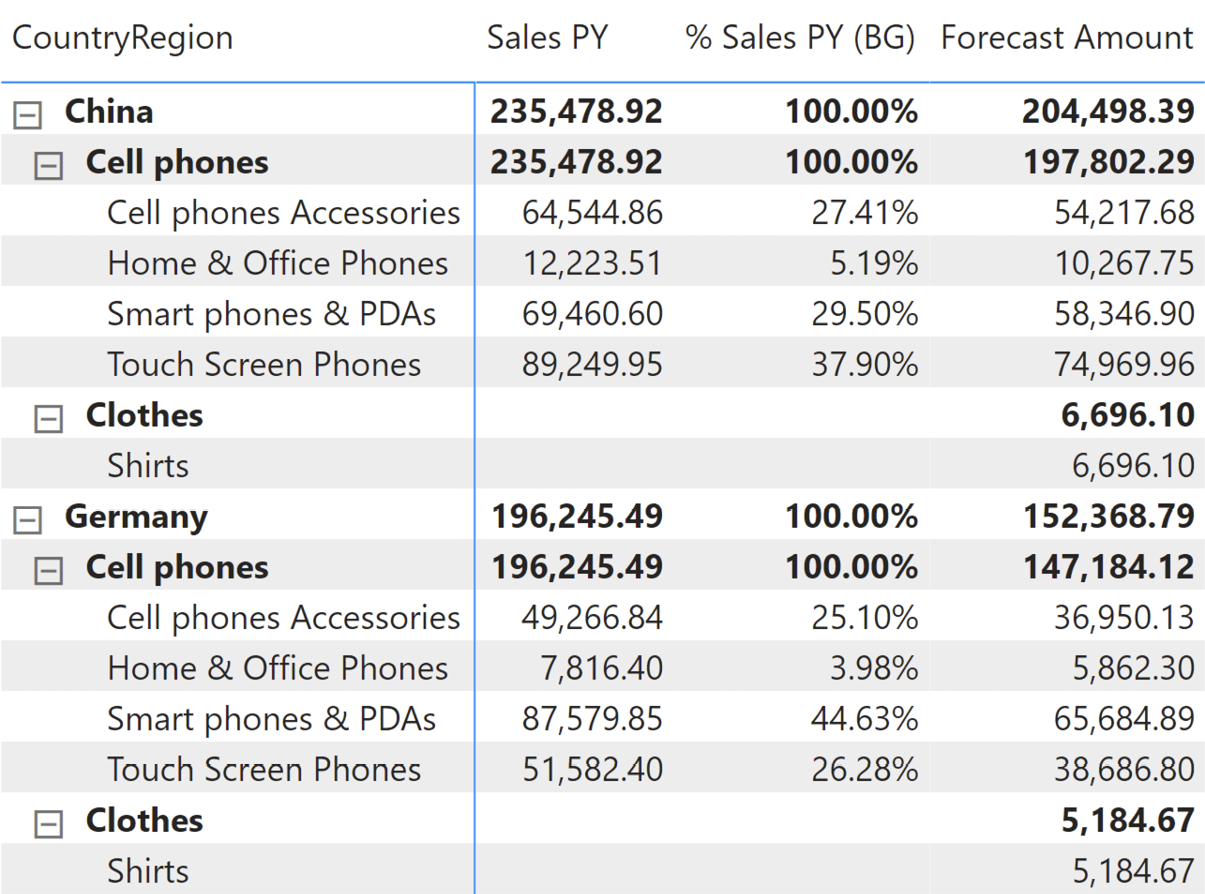 CountryRegion Sales PY % Sales PY (BG) Forecast Amount
China 235,478.92 100.00% 204,498.39
Cell phones 235,478.92 100.00% 197,802.29
Cell phones Accessories 64,544.86 27.41% 54,217.68
Home & Office Phones 12,223.51 5.19% 10,267.75
Smart phones & PDAs 69,460.60 29.50% 58,346.90
Touch Screen Phones 89,249.95 37.90% 74,969.96
Clothes 6,696.10
Shirts 6,696.10
Germany 196,245.49 100.00% 152,368.79
Cell phones 196,245.49 100.00% 147,184.12
Cell phones Accessories 49,266.84 25.10% 36,950.13
Home & Office Phones 7,816.40 3.98% 5,862.30
Smart phones & PDAs 87,579.85 44.63% 65,684.89
Touch Screen Phones 51,582.40 26.28% 38,686.80
Clothes 5,184.67
Shirts 5,184.67